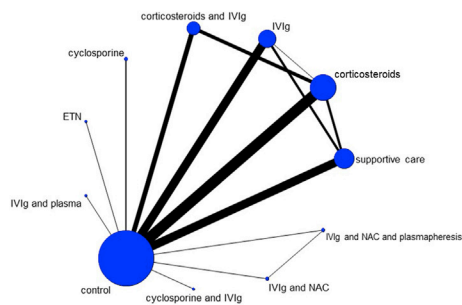 corticosteroids and IVIg
IVIg
cyclosporine
corticosteroids
ETN
supportive care
IVIg and plasma
IVIg and NAC and plasmapheresis
control
IVIg and NAC
cyclosporine and IVIg